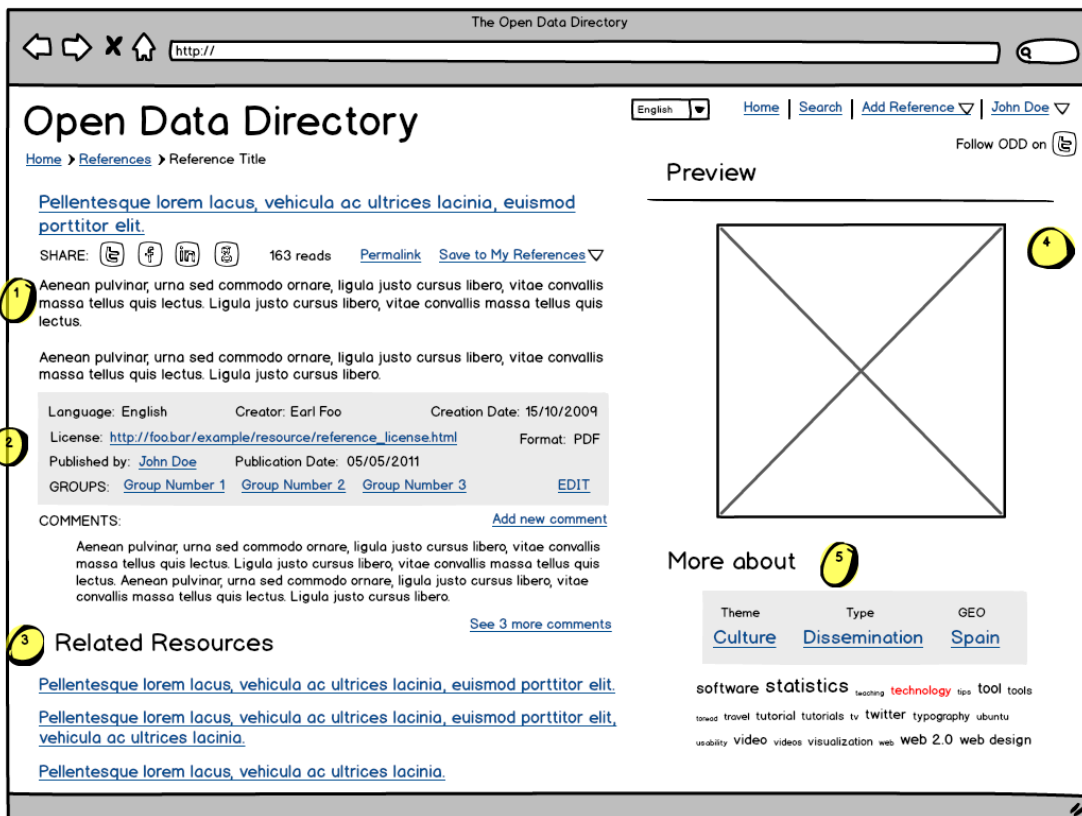 The Open Data Directory
http://
Open Data Directory
English
Home | Search | Add Reference | John Doe
Follow ODD on
Home > References > Reference Title
Preview
Pellentesque lorem lacus, vehicula ac ultrices lacinia, euismod
porttitor elit.
SHARE: 163 reads Permalink Save to My References
1
Aenean pulvinar, urna sed commodo ornare, ligula justo cursus libero, vitae convallis
massa tellus quis lectus. Ligula justo cursus libero, vitae convallis massa tellus quis
lectus.
Aenean pulvinar, urna sed commodo ornare, ligula justo cursus libero, vitae convallis
massa tellus quis lectus. Ligula justo cursus libero.
2
Language: English Creator: Earl Foo Creation Date: 15/10/2009
License: http://foo.bar/example/resource/reference_license.html Format: PDF
Published by: John Doe Publication Date: 05/05/2011
GROUPS: Group Number 1 Group Number 2 Group Number 3 EDIT
COMMENTS: Add new comment
Aenean pulvinar, urna sed commodo ornare, ligula justo cursus libero, vitae convallis
massa tellus quis lectus. Ligula justo cursus libero, vitae convallis massa tellus quis
lectus. Aenean pulvinar, urna sed commodo ornare, ligula justo cursus libero, vitae
convallis massa tellus quis lectus. Ligula justo cursus libero.
See 3 more comments
3
Related Resources
Pellentesque lorem lacus, vehicula ac ultrices lacinia, euismod porttitor elit.
Pellentesque lorem lacus, vehicula ac ultrices lacinia, euismod porttitor elit,
vehicula ac ultrices lacinia.
Pellentesque lorem lacus, vehicula ac ultrices lacinia.
4
More about
5
Theme Type GEO
Culture Dissemination Spain
software statistics teaching technology tips tool tools
travel tutorial tutorials tv twitter typography ubuntu
usability video videos visualization web web 2.0 web design